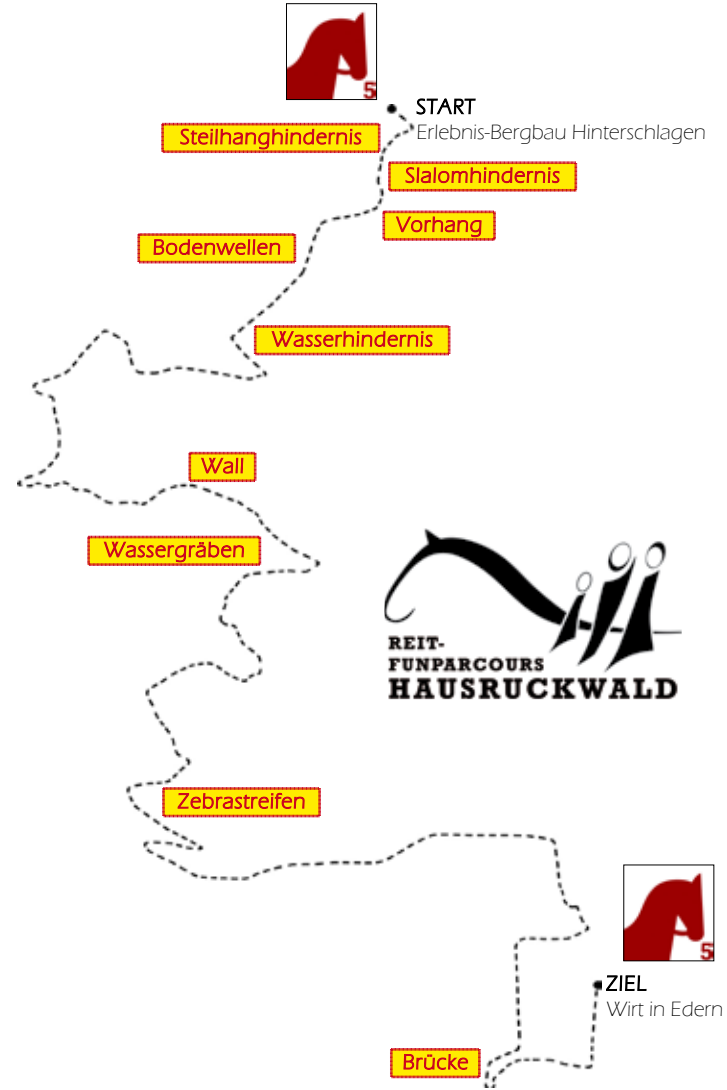 5
START
Erlebnis-Bergbau Hinterschlagen
Steilhanghindernis
Slalomhindernis
Vorhang
Bodenwellen
Wasserhindernis
Wall
Wassergräben
REIT-
FUNPARCOURS
HAUSRUCKWALD
Zebrastreifen
5
ZIEL
Wirt in Edern
Brücke